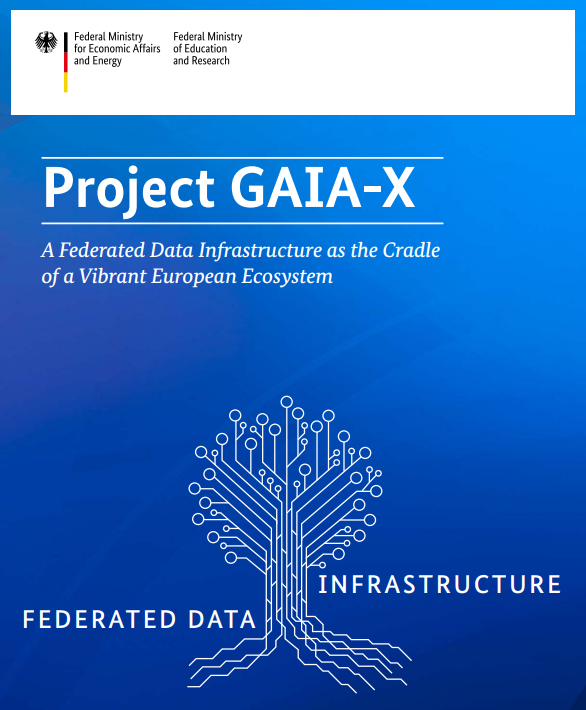 Federal Ministry
for Economic Affairs
and Energy
Federal Ministry
of Education
and Research
Project GAIA-X
A Federated Data Infrastructure as the Cradle
of a Vibrant European Ecosystem
INFRASTRUCTURE
FEDERATED DATA